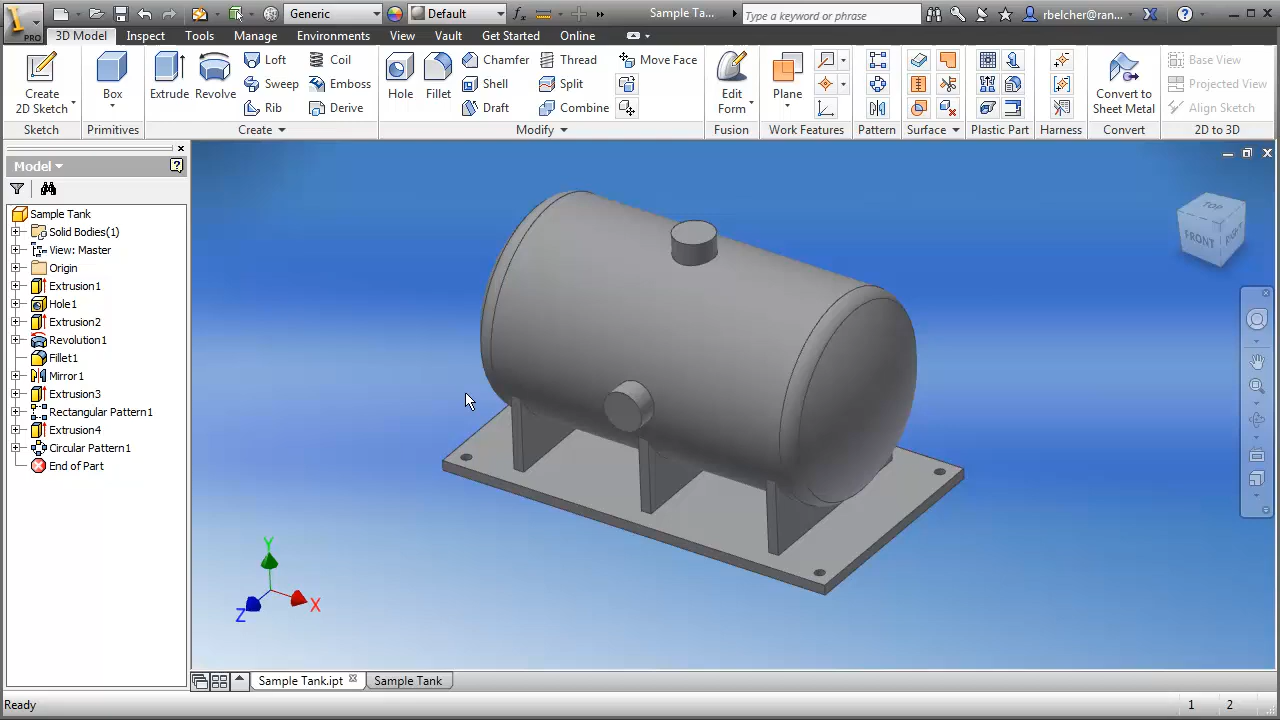 PRO
Generic
Default
Sample Ta...
Type a keyword or phrase
rbelcher@ran...
3D Model
Inspect
Tools
Manage
Environments
View
Vault
Get Started
Online
Create
2D Sketch
Box
Extrude
Revolve
Loft
Sweep
Rib
Coil
Emboss
Derive
Hole
Fillet
Chamfer
Shell
Draft
Thread
Split
Combine
Move Face
Edit
Form
Plane
Convert to
Sheet Metal
Base View
Projected View
Align Sketch
Sketch
Primitives
Create
Modify
Fusion
Work Features
Pattern
Surface
Plastic Part
Harness
Convert
2D to 3D
Model
Sample Tank
Solid Bodies(1)
View: Master
Origin
Extrusion1
Hole1
Extrusion2
Revolution1
Fillet1
Mirror1
Extrusion3
Rectangular Pattern1
Extrusion4
Circular Pattern1
End of Part
TOP
FRONT
RIGHT
Y
X
Z
Sample Tank.ipt
Sample Tank
Ready
1
2